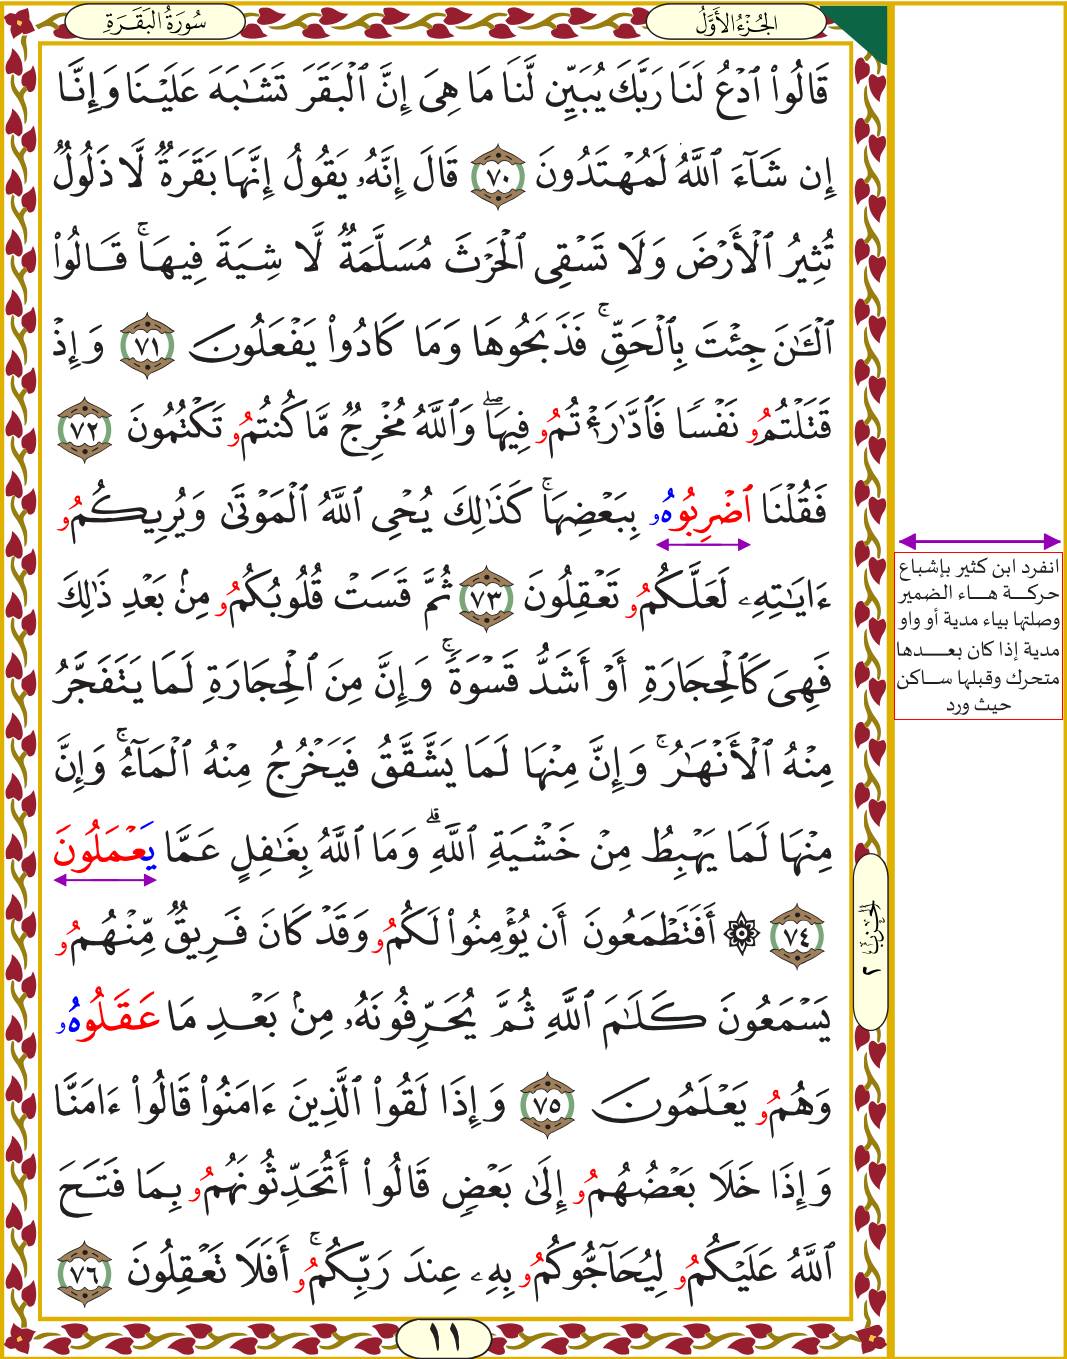 سُورَةُ البَقَرَةِ
الجُزْءُ الأَوَّلُ
قَالُوا۟ ٱدۡعُ لَنَا رَبَّكَ يُبَيِّن لَّنَا مَا هِىَ إِنَّ ٱلۡبَقَرَ تَشَٰبَهَ عَلَيۡنَا وَإِنَّا
إِن شَآءَ ٱللَّهُ لَمُهۡتَدُونَ ٧٠ قَالَ إِنَّهُۥ يَقُولُ إِنَّهَا بَقَرَةٌ لَّا ذَلُولٌ
تُثِيرُ ٱلۡأَرۡضَ وَلَا تَسۡقِى ٱلۡحَرۡثَ مُسَلَّمَةٌ لَّا شِيَةَ فِيهَاۚ قَالُوا۟
ٱلۡـَٰٔنَ جِئۡتَ بِٱلۡحَقِّۚ فَذَبَحُوهَا وَمَا كَادُوا۟ يَفۡعَلُونَ ٧١ وَإِذۡ
قَتَلۡتُمُۥ نَفۡسًا فَٱدَّٰرَٰٔۡتُمُۥ فِيهَاۖ وَٱللَّهُ مُخۡرِجٌ مَّا كُنتُمُۥ تَكۡتُمُونَ ٧٢
فَقُلۡنَا ٱضۡرِبُوهُۥ بِبَعۡضِهَاۚ كَذَٰلِكَ يُحۡىِ ٱللَّهُ ٱلۡمَوۡتَىٰ وَيُرِيكُمُۥ
ءَايَٰتِهِۦ لَعَلَّكُمُۥ تَعۡقِلُونَ ٧٣ ثُمَّ قَسَتۡ قُلُوبُكُمُۥ مِنۢ بَعۡدِ ذَٰلِكَ
فَهِىَ كَٱلۡحِجَارَةِ أَوۡ أَشَدُّ قَسۡوَةًۚ وَإِنَّ مِنَ ٱلۡحِجَارَةِ لَمَا يَتَفَجَّرُ
مِنۡهُ ٱلۡأَنۡهَٰرُۚ وَإِنَّ مِنۡهَا لَمَا يَشَّقَّقُ فَيَخۡرُجُ مِنۡهُ ٱلۡمَآءُۚ وَإِنَّ
مِنۡهَا لَمَا يَهۡبِطُ مِنۡ خَشۡيَةِ ٱللَّهِۗ وَمَا ٱللَّهُ بِغَٰفِلٍ عَمَّا يَعۡمَلُونَ
٧٤ ۞ أَفَتَطۡمَعُونَ أَن يُؤۡمِنُوا۟ لَكُمُۥ وَقَدۡ كَانَ فَرِيقٌ مِّنۡهُمُۥ
يَسۡمَعُونَ كَلَٰمَ ٱللَّهِ ثُمَّ يُحَرِّفُونَهُۥ مِنۢ بَعۡدِ مَا عَقَلُوهُۥ
وَهُمُۥ يَعۡلَمُونَ ٧٥ وَإِذَا لَقُوا۟ ٱلَّذِينَ ءَامَنُوا۟ قَالُوا۟ ءَامَنَّا
وَإِذَا خَلَا بَعۡضُهُمُۥ إِلَىٰ بَعۡضٍ قَالُوا۟ أَتُحَدِّثُونَهُمُۥ بِمَا فَتَحَ
ٱللَّهُ عَلَيۡكُمُۥ لِيُحَآجُّوكُمُۥ بِهِۦ عِندَ رَبِّكُمُۥۚ أَفَلَا تَعۡقِلُونَ ٧٦
انفرد ابن كثير بإشباع
حركة هاء الضمير
وصلتها بياء مدية أو واو
مدية إذا كان بعدها
متحرك وقبلها ساكن
حيث ورد
الحِزْبُ ٢
١١